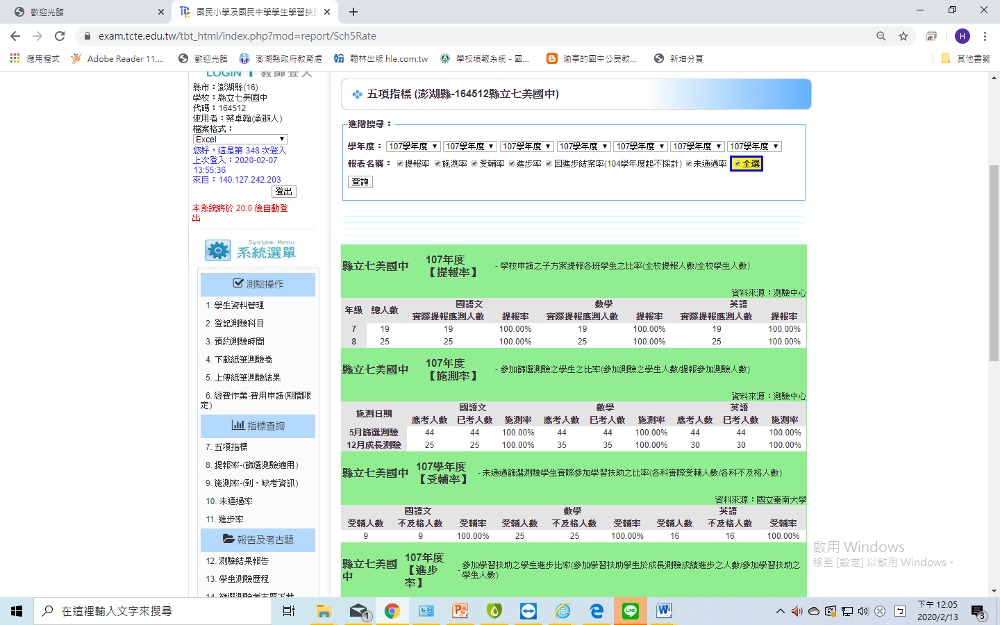 歡迎光臨
國民小學及國民中學學生學習扶
exam.tcte.edu.tw/tbt_html/index.php?mod=report/Sch5Rate
H
應用程式 Adobe Reader 11.... 歡迎光臨 澎湖縣政府教育處 翰林出版 hle.com.tw 學校填報系統 - 國... 瑜亭的國中公民教... 新增分頁 其他書籤
LOGIN 教師登入
縣市：澎湖縣(16)
學校：縣立七美國中
代碼：164512
使用者：蔡卓翰(承辦人)
檔案格式：
Excel
您好，這是第 348 次登入
上次登入：2020-02-07
13:55:36
來自：140.127.242.203
登出
本系統將於 20:0 後自動登
出
System Menu
系統選單
測驗操作
1. 學生資料管理
2. 登記測驗科目
3. 預約測驗時間
4. 下載紙筆測驗卷
5. 上傳紙筆測驗結果
6. 經費作業-費用申請(期間限
定)
指標查詢
7. 五項指標
8. 提報率-(篩選測驗適用)
9. 施測率-(到、缺考資訊)
10. 未通過率
11. 進步率
報告及考古題
12. 測驗結果報告
13. 學生測驗歷程
14. 篩選測驗考古題下載
五項指標 (澎湖縣-164512縣立七美國中)
進階搜尋：
學年度： 107學年度 107學年度 107學年度 107學年度 107學年度 107學年度 107學年度
報表名稱： 提報率 施測率 受輔率 進步率 因進步結案率(104學年度起不採計) 未通過率 全選
查詢
縣立七美國中 107年度【提報率】 - 學校申請之子方案提報各班學生之比率(全校提報人數/全校學生人數)
資料來源：測驗中心
年級 總人數 國語文 數學 英語
實際提報應測人數 提報率 實際提報應測人數 提報率 實際提報應測人數 提報率
7 19 19 100.00% 19 100.00% 19 100.00%
8 25 25 100.00% 25 100.00% 25 100.00%
縣立七美國中 107年度【施測率】 - 參加篩選測驗之學生之比率(參加測驗之學生人數/提報參加測驗人數)
資料來源：測驗中心
施測日期 國語文 數學 英語
應考人數 已考人數 施測率 應考人數 已考人數 施測率 應考人數 已考人數 施測率
5月篩選測驗 44 44 100.00% 44 44 100.00% 44 44 100.00%
12月成長測驗 25 25 100.00% 35 35 100.00% 30 30 100.00%
縣立七美國中 107學年度【受輔率】 - 未通過篩選測驗學生實際參加學習扶助之比率(各科實際受輔人數/各科不及格人數)
資料來源：國立臺南大學
國語文 數學 英語
受輔人數 不及格人數 受輔率 受輔人數 不及格人數 受輔率 受輔人數 不及格人數 受輔率
9 9 100.00% 25 25 100.00% 16 16 100.00%
縣立七美國中 107年度【進步率】 - 參加學習扶助之學生進步比率(參加學習扶助學生於成長測驗成績進步之人數/參加學習扶助之
學生人數)
啟用 Windows
移至 [設定] 以啟用 Windows。
在這裡輸入文字來搜尋
1
LINE
下午 12:05
2020/2/13
3